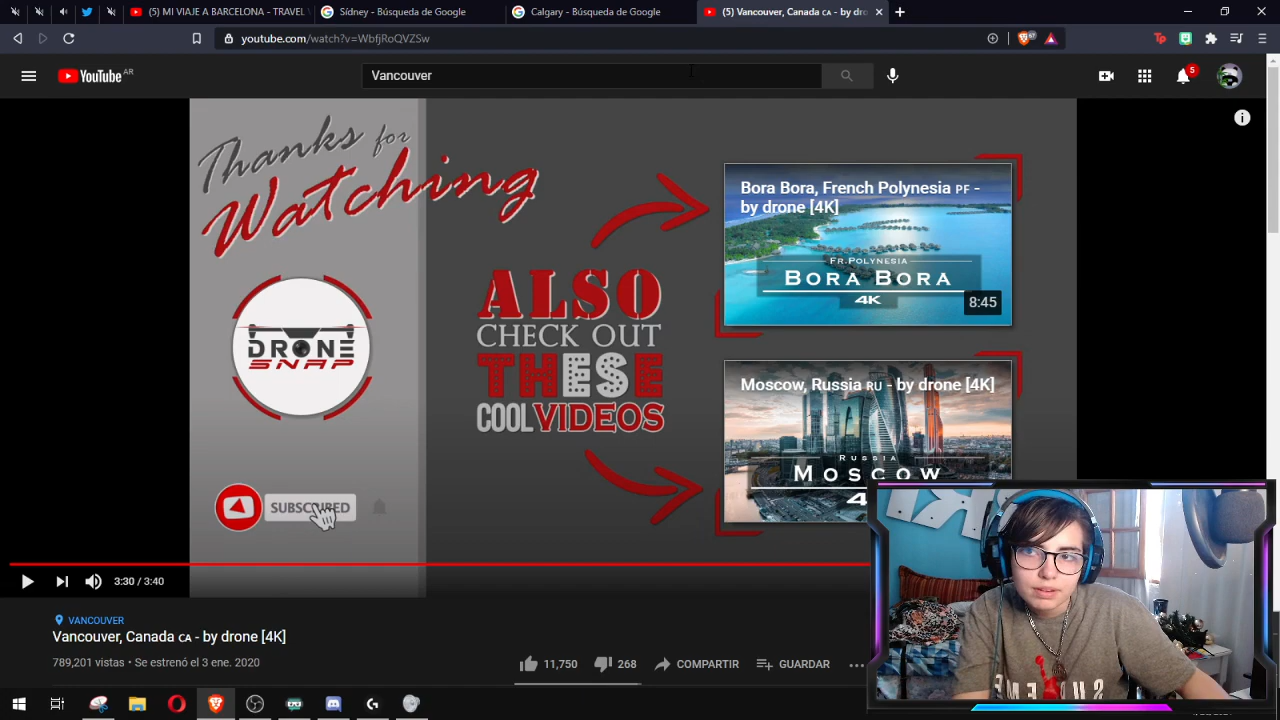 (5) MI VIAJE A BARCELONA - TRAVEL
Sídney - Búsqueda de Google
Calgary - Búsqueda de Google
(5) Vancouver, Canada 🇨🇦 - by dro
youtube.com/watch?v=WbfjRoQVZSw
YouTube AR
Vancouver
5
Thanks for
Watching
ALSO
CHECK OUT
THESE
COOL VIDEOS
DRONE
SNAP
SUBSCRIBED
Bora Bora, French Polynesia PF -
by drone [4K]
FR.POLYNESIA
BORA BORA
4K
8:45
Moscow, Russia RU - by drone [4K]
RUSSIA
MOSCOW
3:30 / 3:40
VANCOUVER
Vancouver, Canada CA - by drone [4K]
789,201 vistas • Se estrenó el 3 ene. 2020
11,750
268
COMPARTIR
GUARDAR